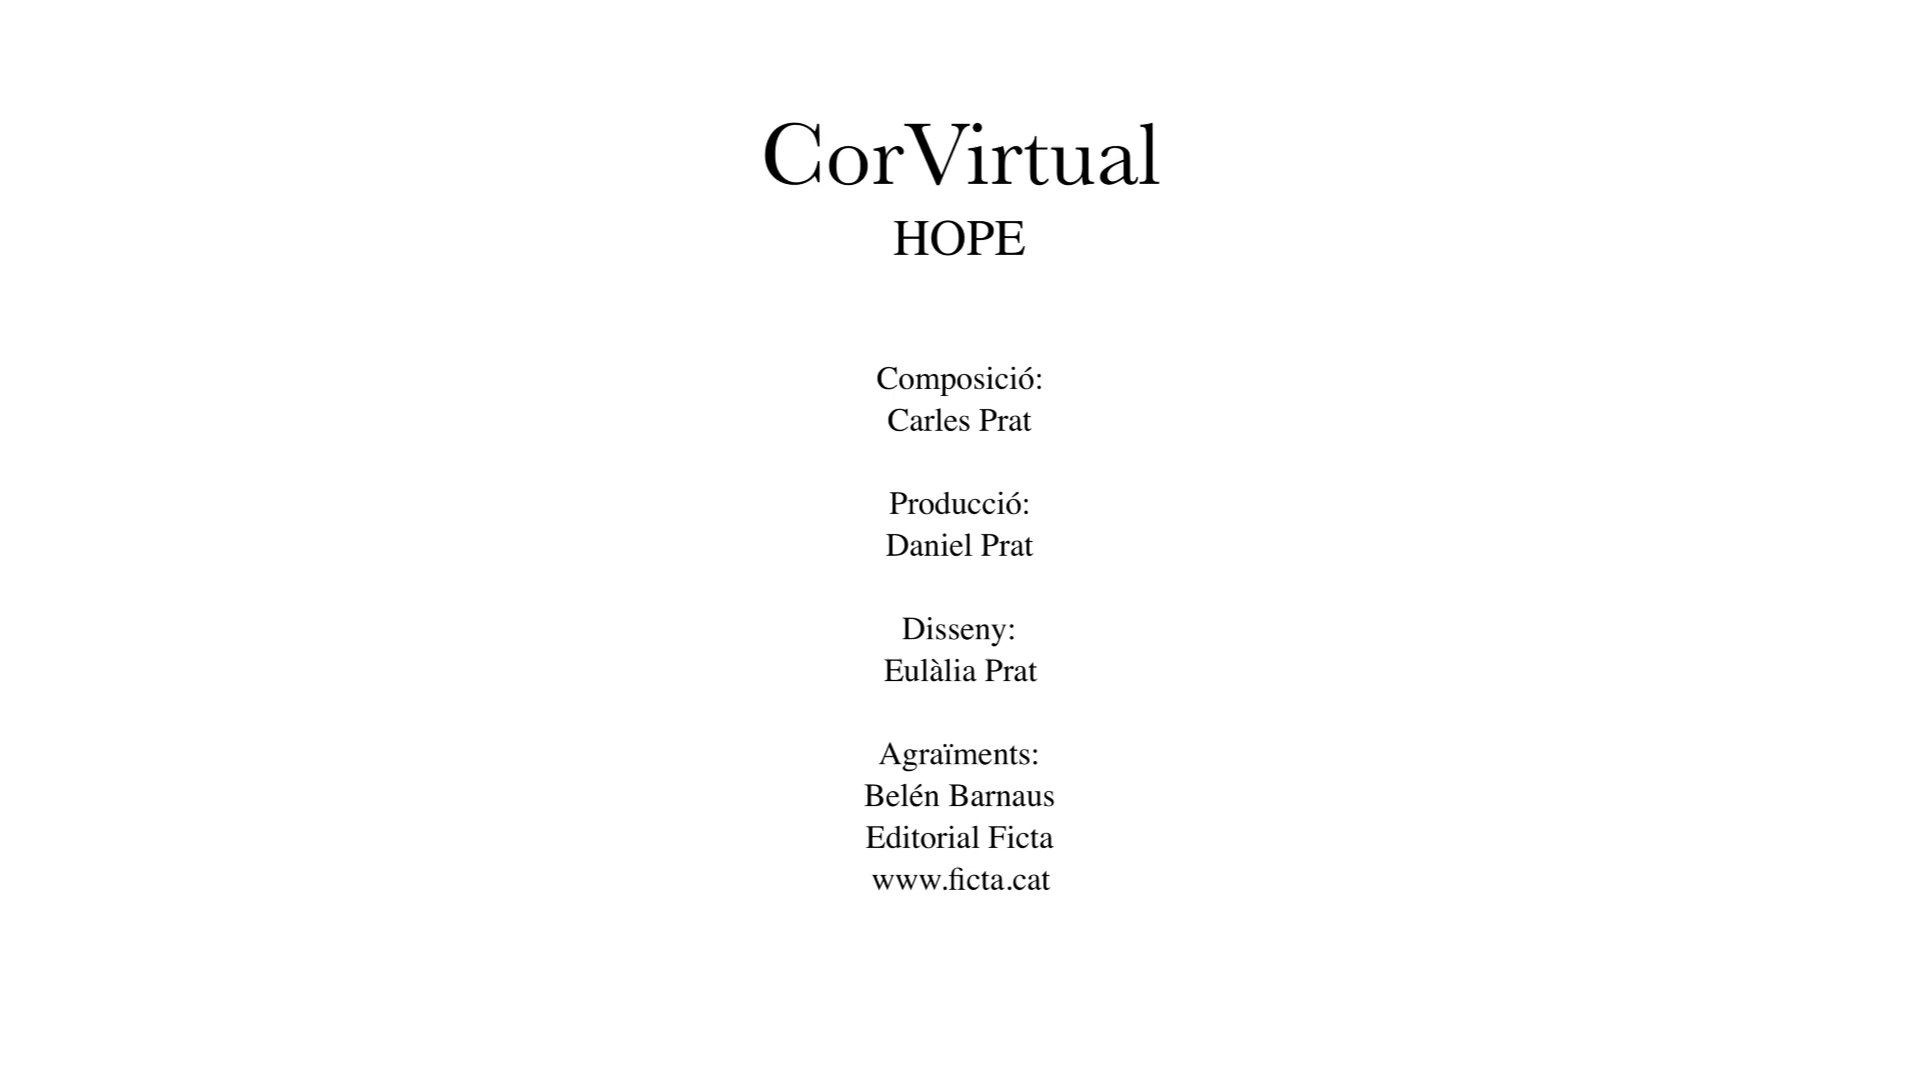 CorVirtual
HOPE
Composició:
Carles Prat
Producció:
Daniel Prat
Disseny:
Eulàlia Prat
Agraïments:
Belén Barnaus
Editorial Ficta
www.ficta.cat